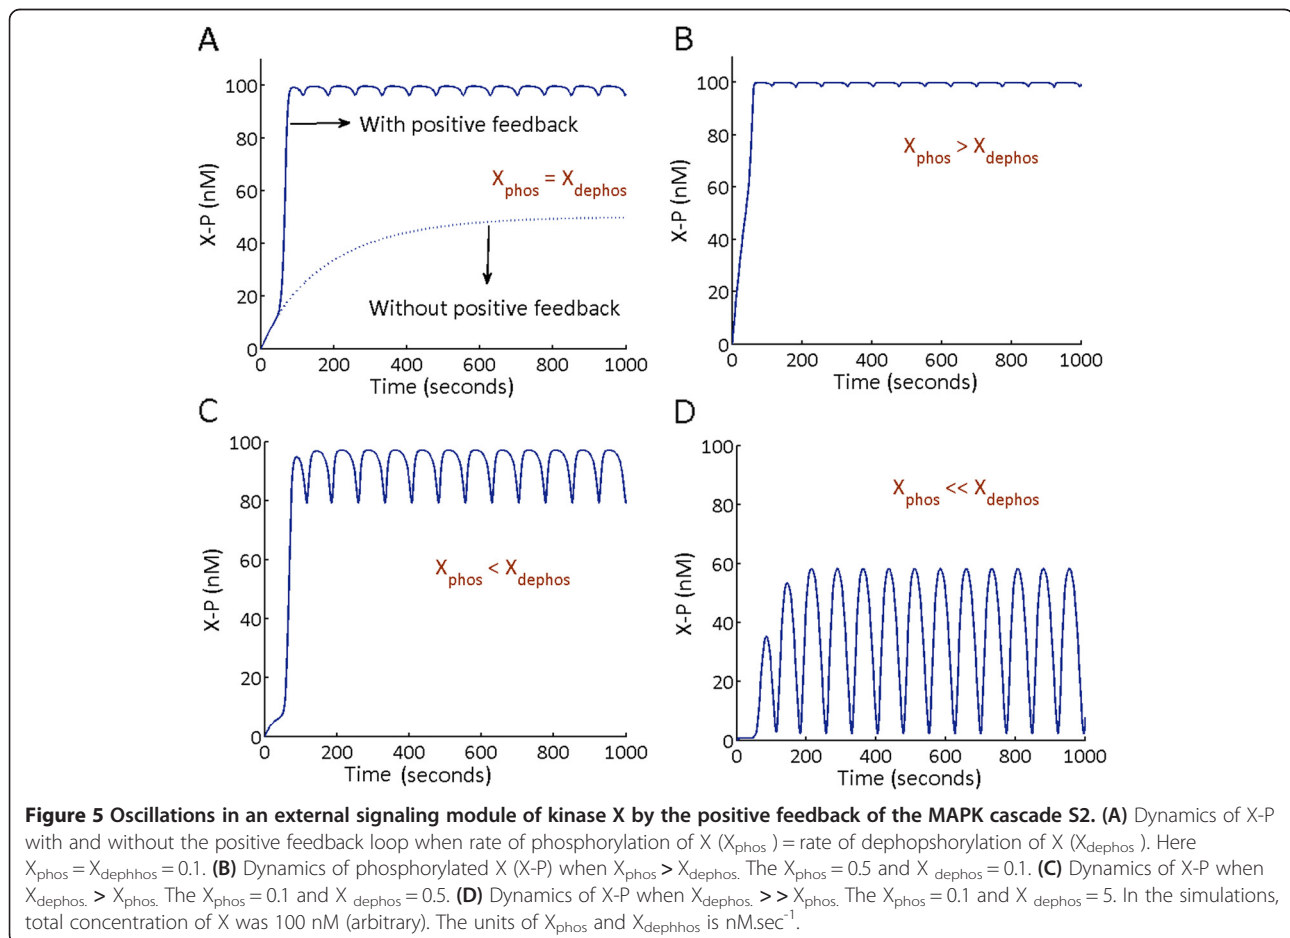 A
100
80
60
40
20
0
0 200 400 600 800 1000
X-P (nM)
Time (seconds)
With positive feedback
X phos = X dephos
Without positive feedback
B
100
80
60
40
20
0
0 200 400 600 800 1000
X-P (nM)
Time (seconds)
X phos > X dephos
C
100
80
60
40
20
0
0 200 400 600 800 1000
X-P (nM)
Time (seconds)
X phos < X dephos
D
100
80
60
40
20
0
0 200 400 600 800 1000
X-P (nM)
Time (seconds)
X phos << X dephos
Figure 5 Oscillations in an external signaling module of kinase X by the positive feedback of the MAPK cascade S2. (A) Dynamics of X-P
with and without the positive feedback loop when rate of phosphorylation of X (Xphos ) = rate of dephopshorylation of X (Xdephos ). Here
Xphos = Xdephhos = 0.1. (B) Dynamics of phosphorylated X (X-P) when Xphos > Xdephos. The Xphos = 0.5 and X dephos = 0.1. (C) Dynamics of X-P when
Xdephos. > Xphos. The Xphos = 0.1 and X dephos = 0.5. (D) Dynamics of X-P when Xdephos. > > Xphos. The Xphos = 0.1 and X dephos = 5. In the simulations,
total concentration of X was 100 nM (arbitrary). The units of Xphos and Xdephhos is nM.sec-1.